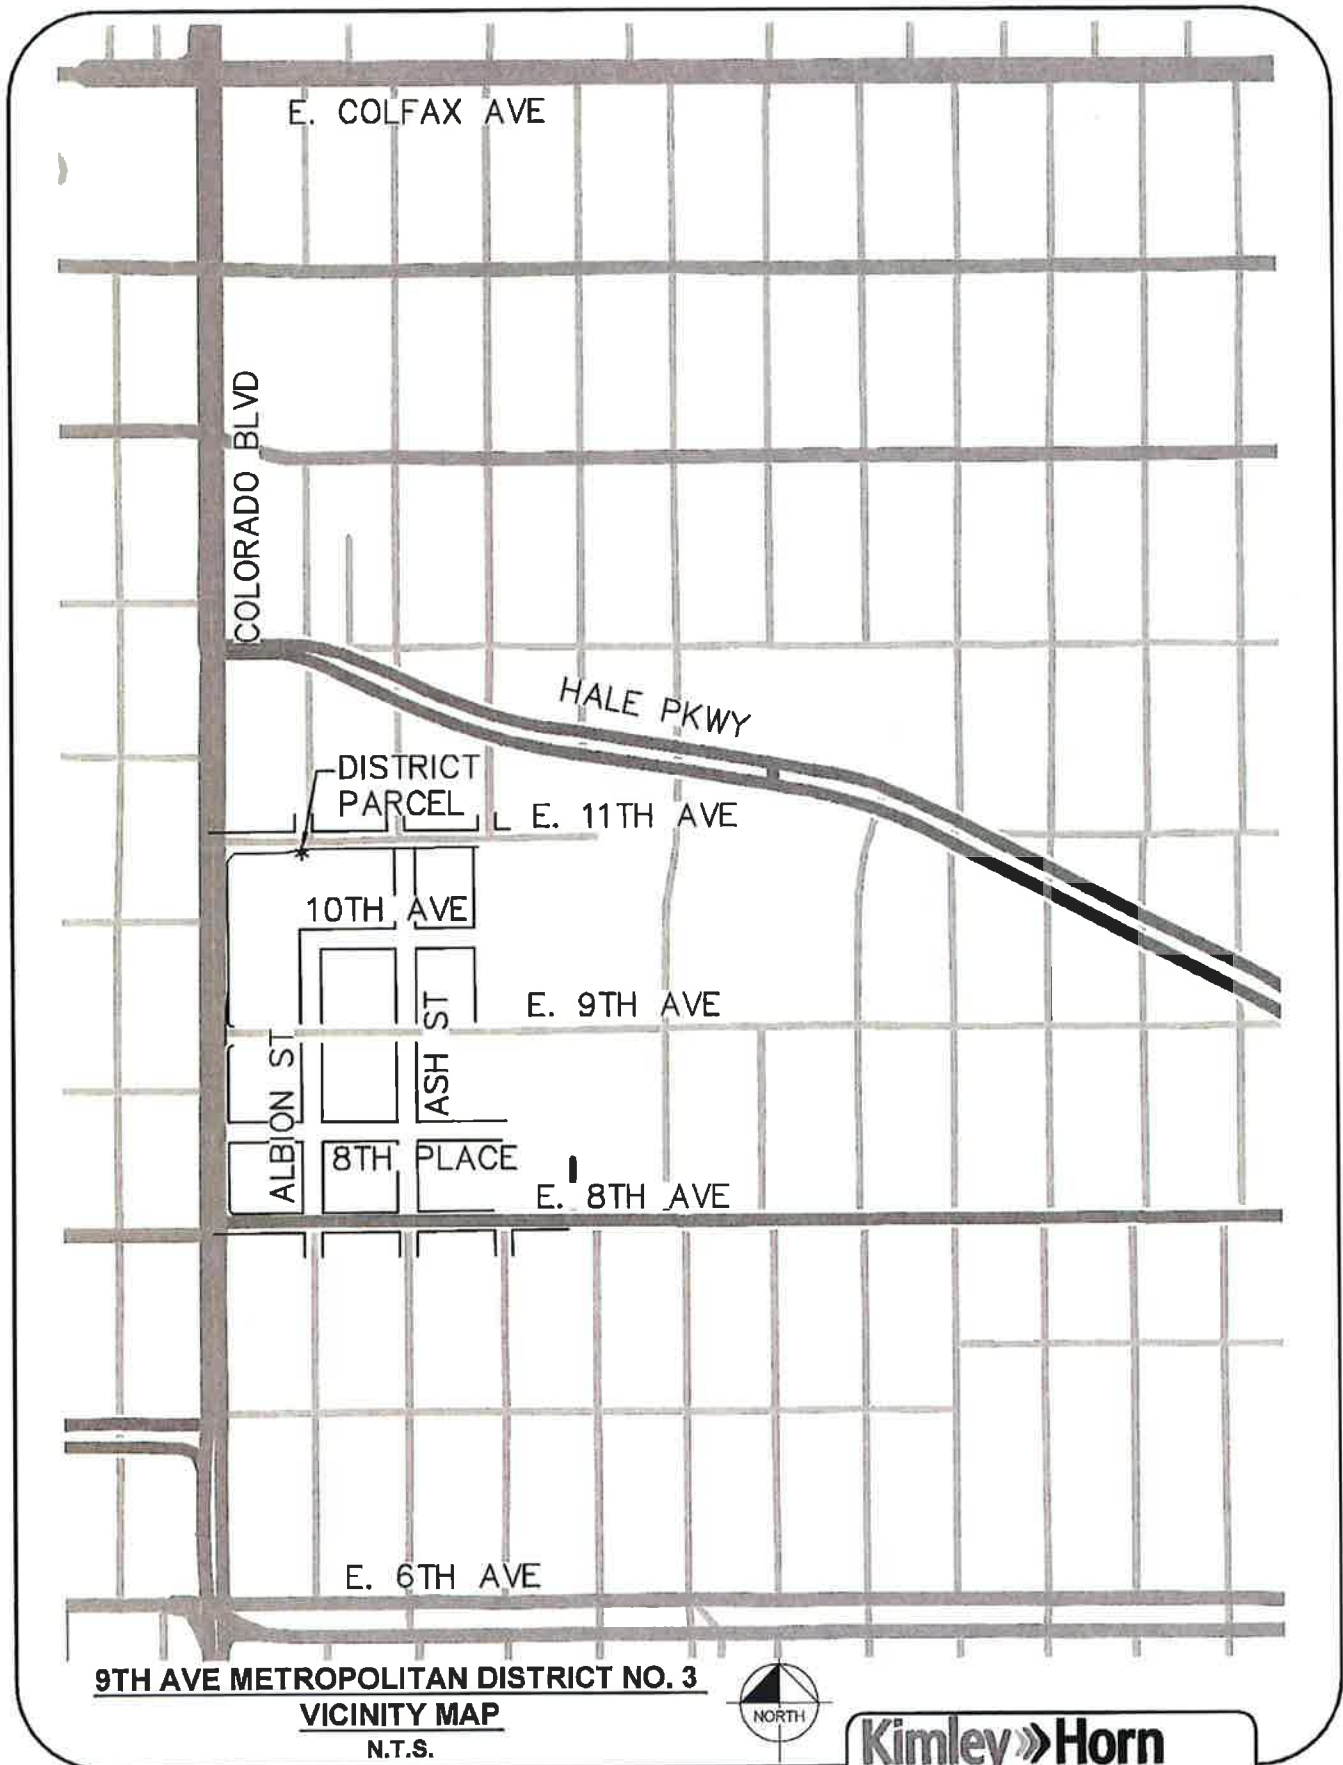 E. COLFAX AVE
COLORADO BLVD
HALE PKWY
DISTRICT
PARCEL
E. 11TH AVE
10TH AVE
E. 9TH AVE
ASH ST
ALBION ST
8TH PLACE
E. 8TH AVE
E. 6TH AVE
9TH AVE METROPOLITAN DISTRICT NO. 3
VICINITY MAP
N.T.S.
NORTH
Kimley»Horn